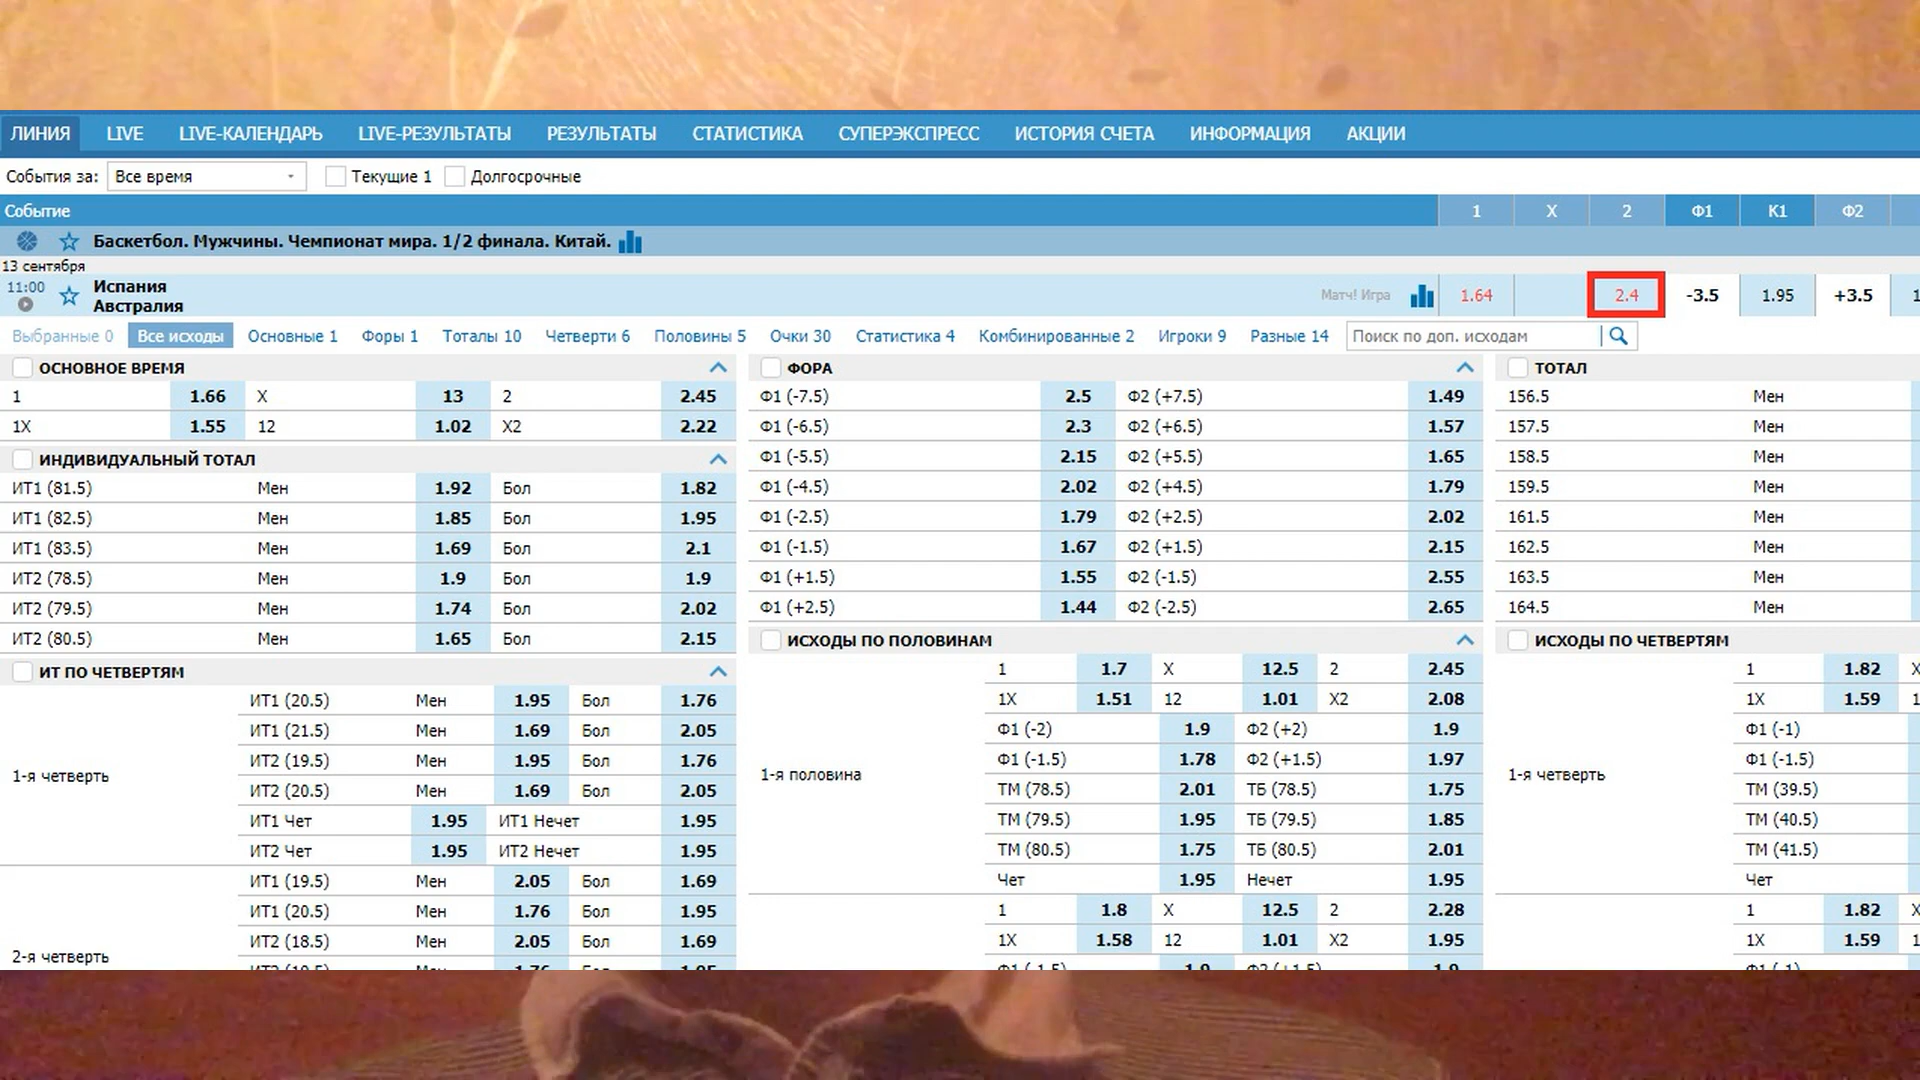 ЛИНИЯ LIVE LIVE-КАЛЕНДАРЬ LIVE-РЕЗУЛЬТАТЫ РЕЗУЛЬТАТЫ СТАТИСТИКА СУПЕРЭКСПРЕСС ИСТОРИЯ СЧЕТА ИНФОРМАЦИЯ АКЦИИ
События за: Все время Текущие 1 Долгосрочные
Событие 1 X 2 Ф1 К1 Ф2
Баскетбол. Мужчины. Чемпионат мира. 1/2 финала. Китай.
13 сентября
11:00 Испания Матч! Игра 1.64 2.4 -3.5 1.95 +3.5
Австралия
Выбранные 0 Все исходы Основные 1 Форы 1 Тоталы 10 Четверти 6 Половины 5 Очки 30 Статистика 4 Комбинированные 2 Игроки 9 Разные 14 Поиск по доп. исходам
ОСНОВНОЕ ВРЕМЯ
1 1.66 X 13 2 2.45
1X 1.55 12 1.02 X2 2.22
ИНДИВИДУАЛЬНЫЙ ТОТАЛ
ИТ1 (81.5) Мен 1.92 Бол 1.82
ИТ1 (82.5) Мен 1.85 Бол 1.95
ИТ1 (83.5) Мен 1.69 Бол 2.1
ИТ2 (78.5) Мен 1.9 Бол 1.9
ИТ2 (79.5) Мен 1.74 Бол 2.02
ИТ2 (80.5) Мен 1.65 Бол 2.15
ИТ ПО ЧЕТВЕРТЯМ
1-я четверть
ИТ1 (20.5) Мен 1.95 Бол 1.76
ИТ1 (21.5) Мен 1.69 Бол 2.05
ИТ2 (19.5) Мен 1.95 Бол 1.76
ИТ2 (20.5) Мен 1.69 Бол 2.05
ИТ1 Чет 1.95 ИТ1 Нечет 1.95
ИТ2 Чет 1.95 ИТ2 Нечет 1.95
2-я четверть
ИТ1 (19.5) Мен 2.05 Бол 1.69
ИТ1 (20.5) Мен 1.76 Бол 1.95
ИТ2 (18.5) Мен 2.05 Бол 1.69
ФОРА
Ф1 (-7.5) 2.5 Ф2 (+7.5) 1.49
Ф1 (-6.5) 2.3 Ф2 (+6.5) 1.57
Ф1 (-5.5) 2.15 Ф2 (+5.5) 1.65
Ф1 (-4.5) 2.02 Ф2 (+4.5) 1.79
Ф1 (-2.5) 1.79 Ф2 (+2.5) 2.02
Ф1 (-1.5) 1.67 Ф2 (+1.5) 2.15
Ф1 (+1.5) 1.55 Ф2 (-1.5) 2.55
Ф1 (+2.5) 1.44 Ф2 (-2.5) 2.65
ИСХОДЫ ПО ПОЛОВИНАМ
1-я половина
1 1.7 X 12.5 2 2.45
1X 1.51 12 1.01 X2 2.08
Ф1 (-2) 1.9 Ф2 (+2) 1.9
Ф1 (-1.5) 1.78 Ф2 (+1.5) 1.97
ТМ (78.5) 2.01 ТБ (78.5) 1.75
ТМ (79.5) 1.95 ТБ (79.5) 1.85
ТМ (80.5) 1.75 ТБ (80.5) 2.01
Чет 1.95 Нечет 1.95
1 1.8 X 12.5 2 2.28
1X 1.58 12 1.01 X2 1.95
ТОТАЛ
156.5 Мен
157.5 Мен
158.5 Мен
159.5 Мен
161.5 Мен
162.5 Мен
163.5 Мен
164.5 Мен
ИСХОДЫ ПО ЧЕТВЕРТЯМ
1-я четверть
1 1.82 X
1X 1.59
Ф1 (-1)
Ф1 (-1.5)
ТМ (39.5)
ТМ (40.5)
ТМ (41.5)
Чет
1 1.82 X
1X 1.59